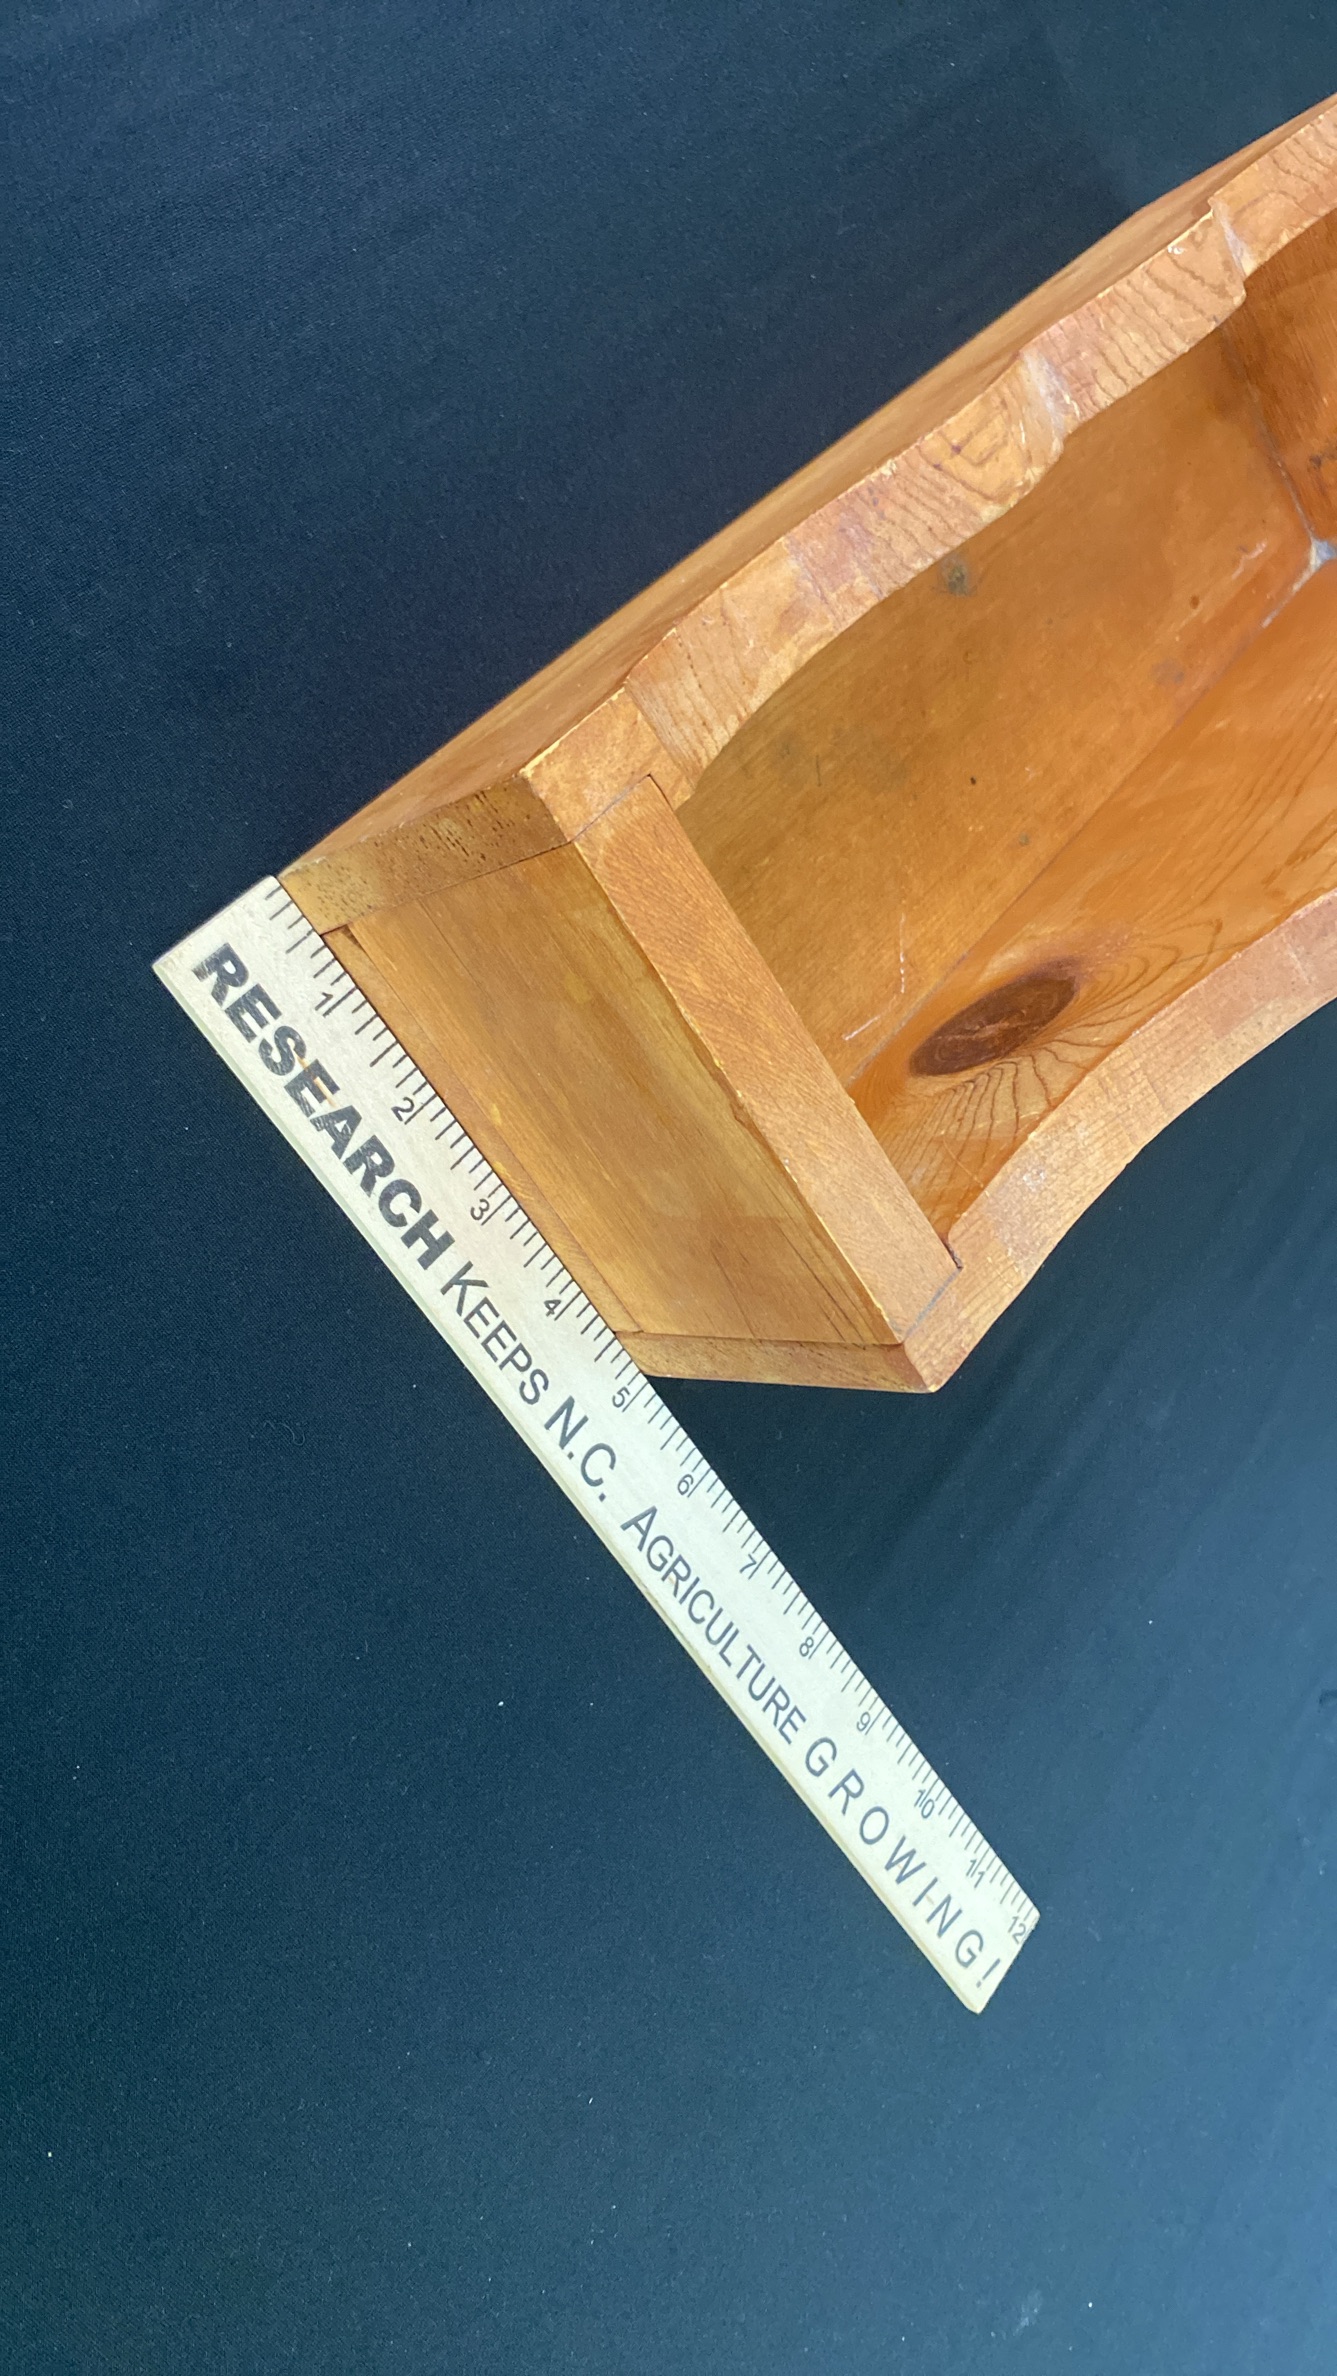 1 2 3 4 5 6 7 8 9 10 11 12
RESEARCH KEEPS N.C. AGRICULTURE GROWING!